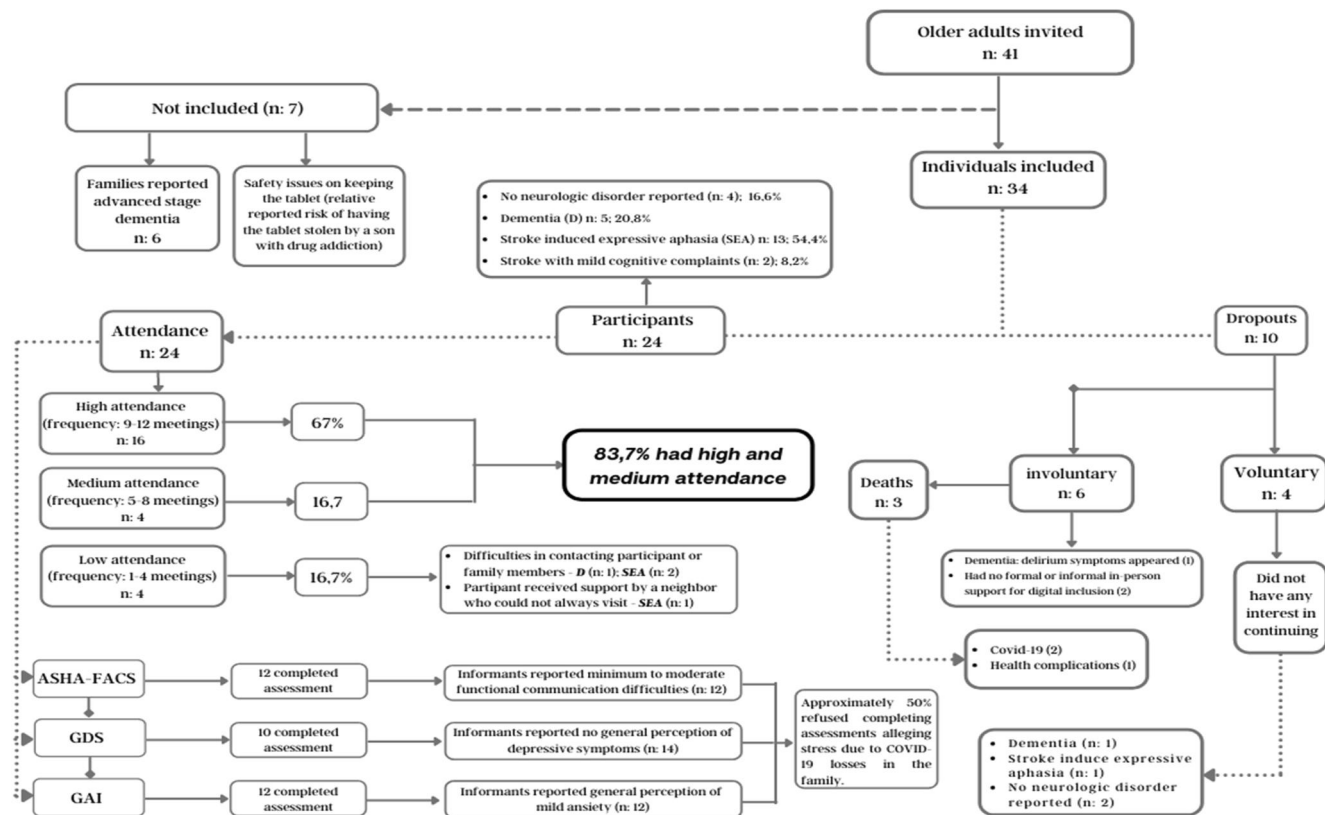 Older adults invited
n: 41
Not included (n: 7)
Families reported
advanced stage
dementia
n: 6
Safety issues on keeping
the tablet (relative
reported risk of having
the tablet stolen by a son
with drug addiction)
Individuals included
n: 34
• No neurologic disorder reported (n: 4); 16,6%
• Dementia (D) n: 5; 20,8%
• Stroke induced expressive aphasia (SEA) n: 13; 54,4%
• Stroke with mild cognitive complaints (n: 2); 8,2%
Participants
n: 24
Attendance
n: 24
Dropouts
n: 10
High attendance
(frequency: 9-12 meetings)
n: 16
67%
Medium attendance
(frequency: 5-8 meetings)
n: 4
16,7
83,7% had high and
medium attendance
Low attendance
(frequency: 1-4 meetings)
n: 4
16,7%
• Difficulties in contacting participant or
family members - D (n: 1); SEA (n: 2)
• Partipant received support by a neighbor
who could not always visit - SEA (n: 1)
Deaths
n: 3
involuntary
n: 6
Voluntary
n: 4
• Dementia: delirium symptoms appeared (1)
• Had no formal or informal in-person
support for digital inclusion (2)
Did not
have any
interest in
continuing
• Covid-19 (2)
• Health complications (1)
• Dementia (n: 1)
• Stroke induce expressive
aphasia (n: 1)
• No neurologic disorder
reported (n: 2)
ASHA-FACS
12 completed
assessment
Informants reported minimum to moderate
functional communication difficulties (n: 12)
GDS
10 completed
assessment
Informants reported no general perception of
depressive symptoms (n: 14)
GAI
12 completed
assessment
Informants reported general perception of
mild ansiety (n: 12)
Approximately 50%
refused completing
assessments alleging
stress due to COVID-
19 losses in the
family.